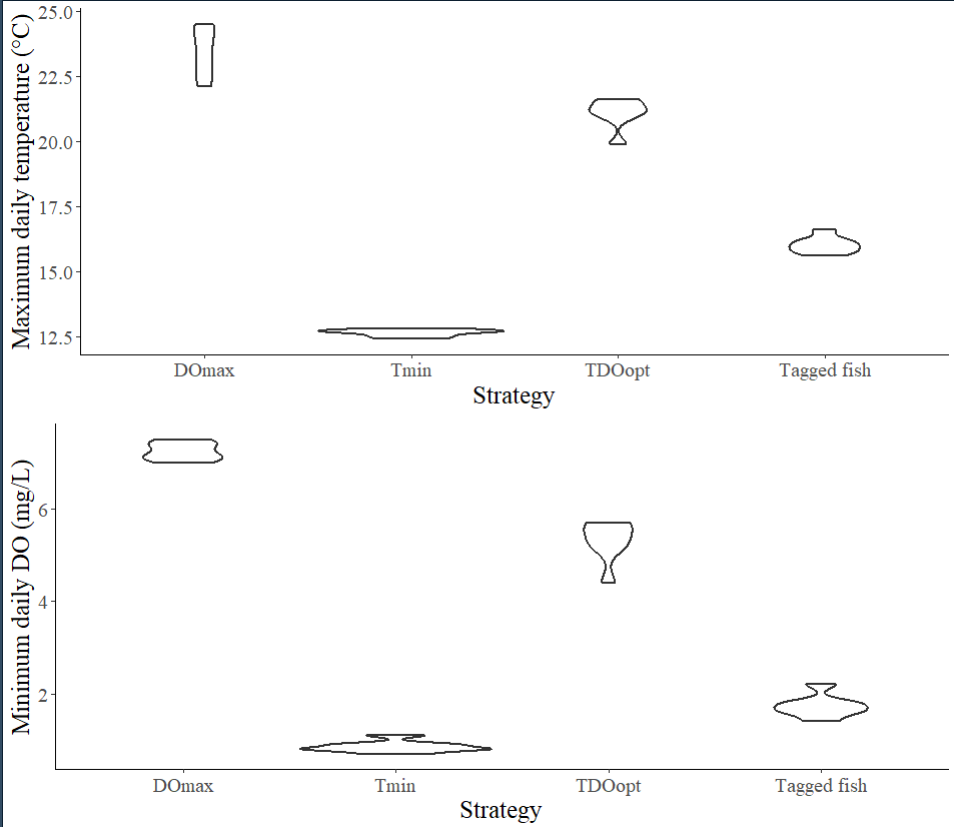 Maximum daily temperature (°C)
25.0
22.5
20.0
17.5
15.0
12.5
DOmax Tmin TDOopt Tagged fish
Strategy
Minimum daily DO (mg/L)
6
4
2
DOmax Tmin TDOopt Tagged fish
Strategy